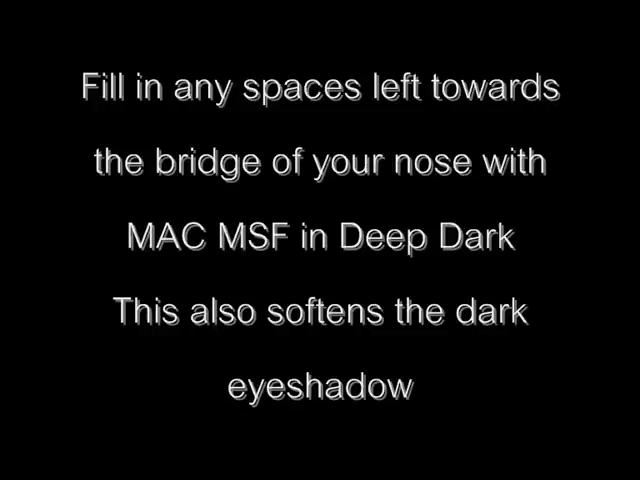 Fill in any spaces left towards
the bridge of your nose with
MAC MSF in Deep Dark
This also softens the dark
eyeshadow